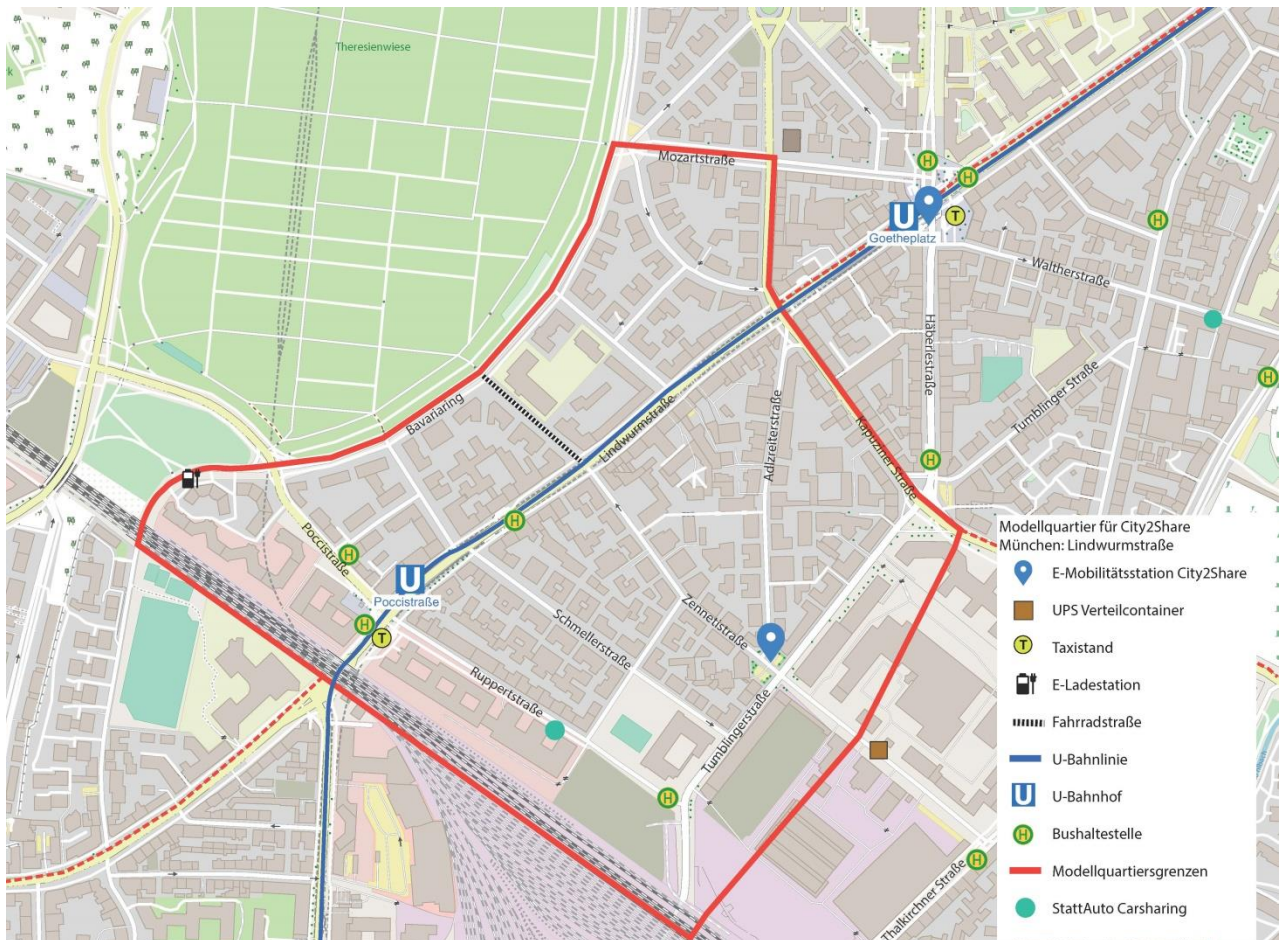 Theresienwiese
Mozartstraße
H
H
U
T
H
Goetheplatz
Waltherstraße
Häberlestraße
Tumblinger Straße
H
Bavariaring
Lindwurmstraße
Adlzreiterstraße
Kapuziner Straße
H
H
Poccistraße
H
U
Poccistraße
H
T
Schmellerstraße
Zennetistraße
Ruppertstraße
Tumblingerstraße
H
Thalkirchner Straße
H
Modellquartier für City2Share
München: Lindwurmstraße
E-Mobilitätsstation City2Share
UPS Verteilcontainer
T Taxistand
E-Ladestation
Fahrradstraße
U-Bahnlinie
U U-Bahnhof
H Bushaltestelle
Modellquartiersgrenzen
StattAuto Carsharing